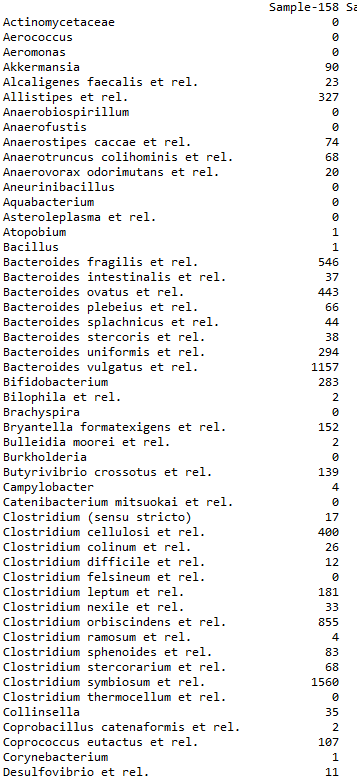 Sample-158 Sa
Actinomycetaceae 0
Aerococcus 0
Aeromonas 0
Akkermansia 90
Alcaligenes faecalis et rel. 23
Allistipes et rel. 327
Anaerobiospirillum 0
Anaerofustis 0
Anaerostipes caccae et rel. 74
Anaerotruncus colihominis et rel. 68
Anaerovorax odorimutans et rel. 20
Aneurinibacillus 0
Aquabacterium 0
Asteroleplasma et rel. 0
Atopobium 1
Bacillus 1
Bacteroides fragilis et rel. 546
Bacteroides intestinalis et rel. 37
Bacteroides ovatus et rel. 443
Bacteroides plebeius et rel. 66
Bacteroides splachnicus et rel. 44
Bacteroides stercoris et rel. 38
Bacteroides uniformis et rel. 294
Bacteroides vulgatus et rel. 1157
Bifidobacterium 283
Bilophila et rel. 2
Brachyspira 0
Bryantella formatexigens et rel. 152
Bulleidia moorei et rel. 2
Burkholderia 0
Butyrivibrio crossotus et rel. 139
Campylobacter 4
Catenibacterium mitsuokai et rel. 0
Clostridium (sensu stricto) 17
Clostridium cellulosi et rel. 400
Clostridium colinum et rel. 26
Clostridium difficile et rel. 12
Clostridium felsineum et rel. 0
Clostridium leptum et rel. 181
Clostridium nexile et rel. 33
Clostridium orbiscindens et rel. 855
Clostridium ramosum et rel. 4
Clostridium sphenoides et rel. 83
Clostridium stercorarium et rel. 68
Clostridium symbiosum et rel. 1560
Clostridium thermocellum et rel. 0
Collinsella 35
Coprobacillus catenaformis et rel. 2
Coprococcus eutactus et rel. 107
Corynebacterium 1
Desulfovibrio et rel. 11